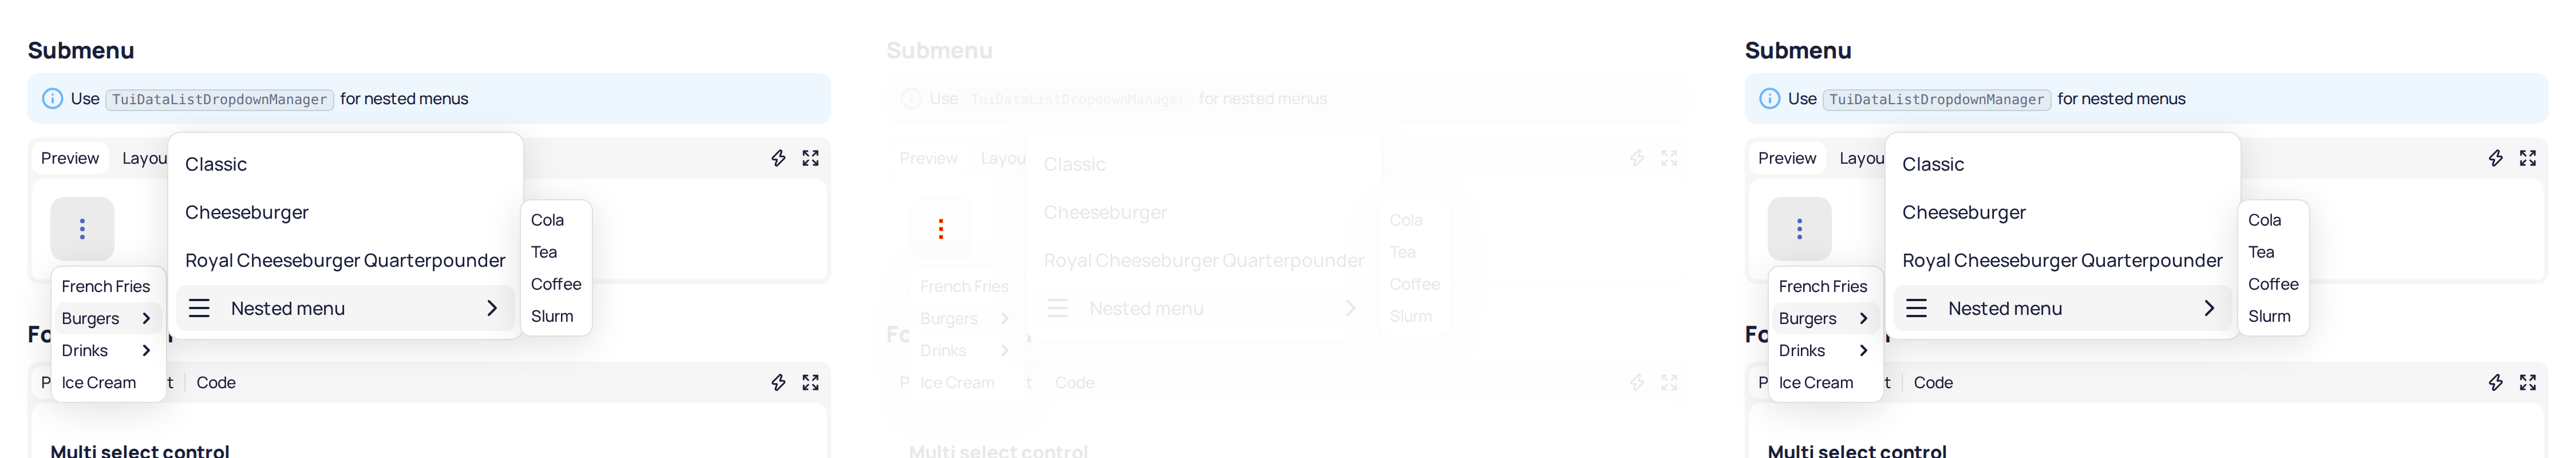 Submenu
Use TuiDataListDropdownManager for nested menus
Preview Layou
Classic
Cheeseburger
Royal Cheeseburger Quarterpounder
Nested menu
Cola
Tea
Coffee
Slurm
French Fries
Burgers
Drinks
Ice Cream
Fo
P t Code
Multi select control
Submenu
Use TuiDataListDropdownManager for nested menus
Preview Layou
Classic
Cheeseburger
Royal Cheeseburger Quarterpounder
Nested menu
Cola
Tea
Coffee
Slurm
French Fries
Burgers
Drinks
Ice Cream
Fo
P t Code
Multi select control
Submenu
Use TuiDataListDropdownManager for nested menus
Preview Layou
Classic
Cheeseburger
Royal Cheeseburger Quarterpounder
Nested menu
Cola
Tea
Coffee
Slurm
French Fries
Burgers
Drinks
Ice Cream
Fo
P t Code
Multi select control